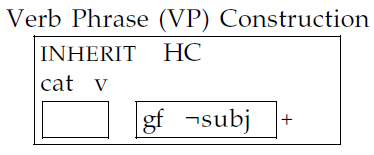 Verb Phrase (VP) Construction
INHERIT HC
cat v
gf ¬subj +